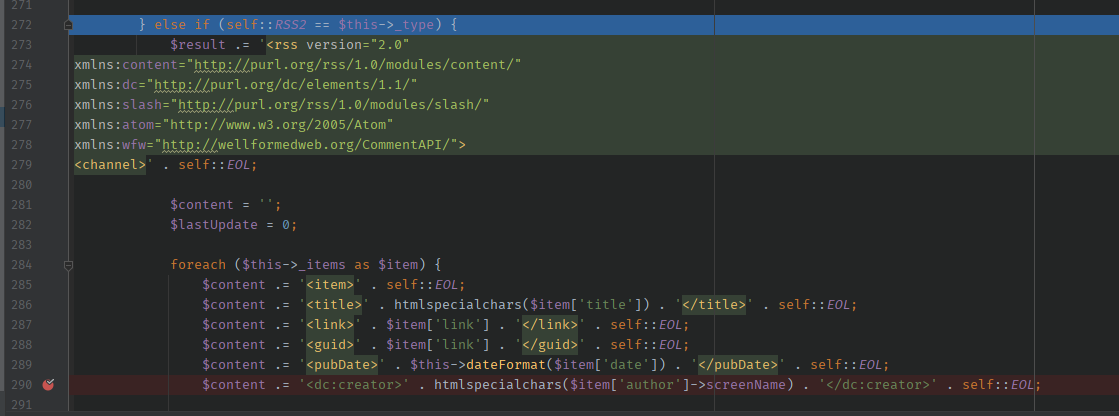 271
272 } else if (self::RSS2 == $this->_type) {
273 $result .= '<rss version="2.0"
274 xmlns:content="http://purl.org/rss/1.0/modules/content/"
275 xmlns:dc="http://purl.org/dc/elements/1.1/"
276 xmlns:slash="http://purl.org/rss/1.0/modules/slash/"
277 xmlns:atom="http://www.w3.org/2005/Atom"
278 xmlns:wfw="http://wellformedweb.org/CommentAPI/">
279 <channel>' . self::EOL;
280
281 $content = '';
282 $lastUpdate = 0;
283
284 foreach ($this->_items as $item) {
285 $content .= '<item>' . self::EOL;
286 $content .= '<title>' . htmlspecialchars($item['title']) . '</title>' . self::EOL;
287 $content .= '<link>' . $item['link'] . '</link>' . self::EOL;
288 $content .= '<guid>' . $item['link'] . '</guid>' . self::EOL;
289 $content .= '<pubDate>' . $this->dateFormat($item['date']) . '</pubDate>' . self::EOL;
290 $content .= '<dc:creator>' . htmlspecialchars($item['author']->screenName) . '</dc:creator>' . self::EOL;
291